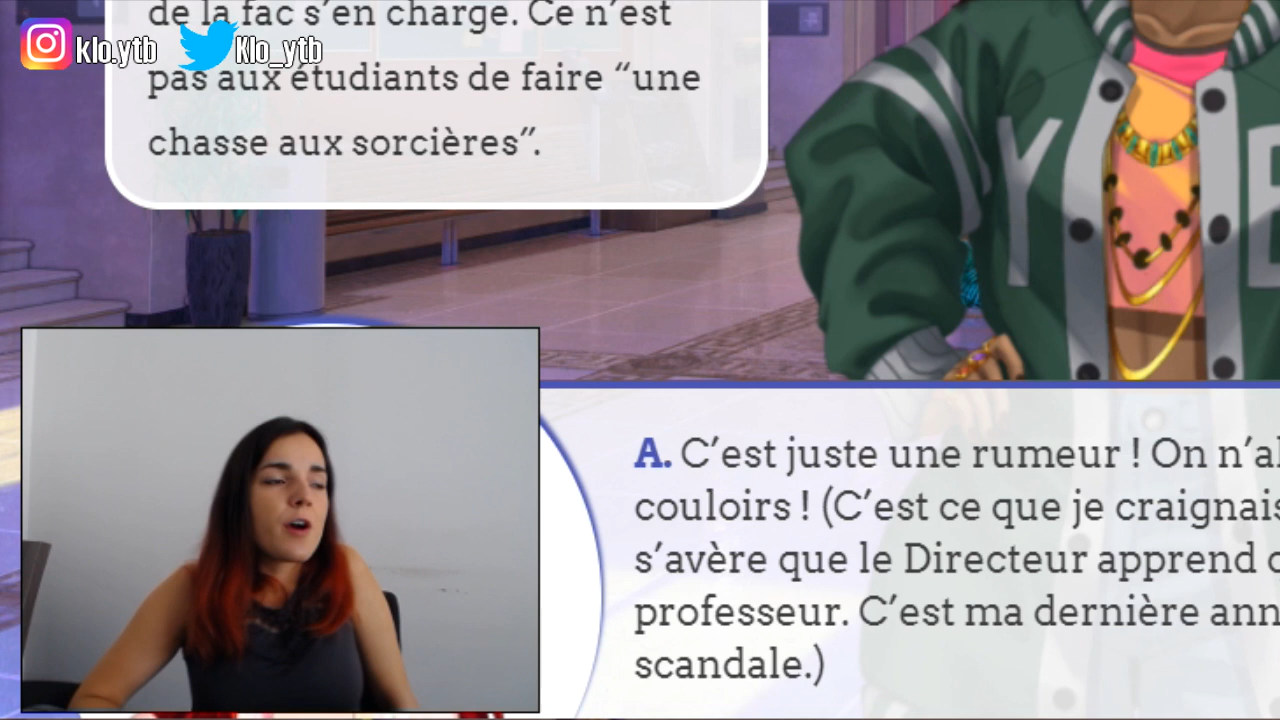 de la fac s’en charge. Ce n’est
klo.ytb Klo_ytb
pas aux étudiants de faire “une
chasse aux sorcières”.
Y
A. C’est juste une rumeur ! On n’al
couloirs ! (C’est ce que je craignais
s’avère que le Directeur apprend
professeur. C’est ma dernière ann
scandale.)